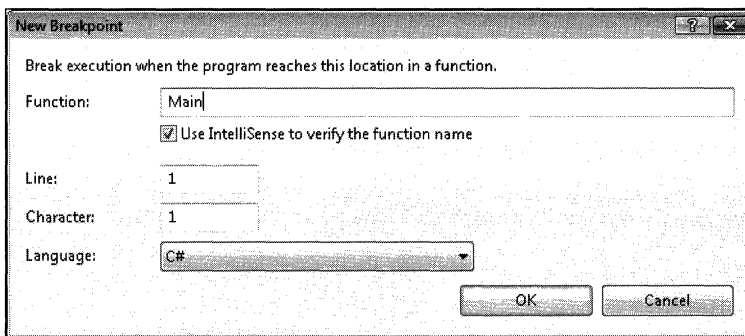 New Breakpoint
Break execution when the program reaches this location in a function.
Function: Main
Use IntelliSense to verify the function name
Line: 1
Character: 1
Language: C#
OK Cancel